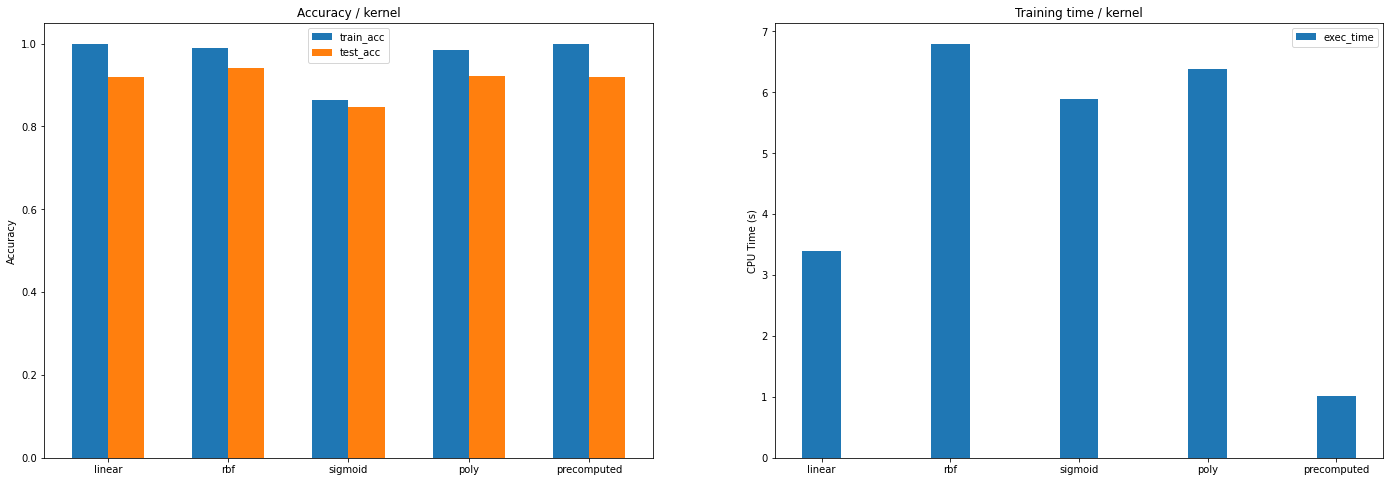 Accuracy / kernel
train_acc
test_acc
Accuracy
1.0
0.8
0.6
0.4
0.2
0.0
linear rbf sigmoid poly precomputed
Training time / kernel
exec_time
CPU Time (s)
7
6
5
4
3
2
1
0
linear rbf sigmoid poly precomputed